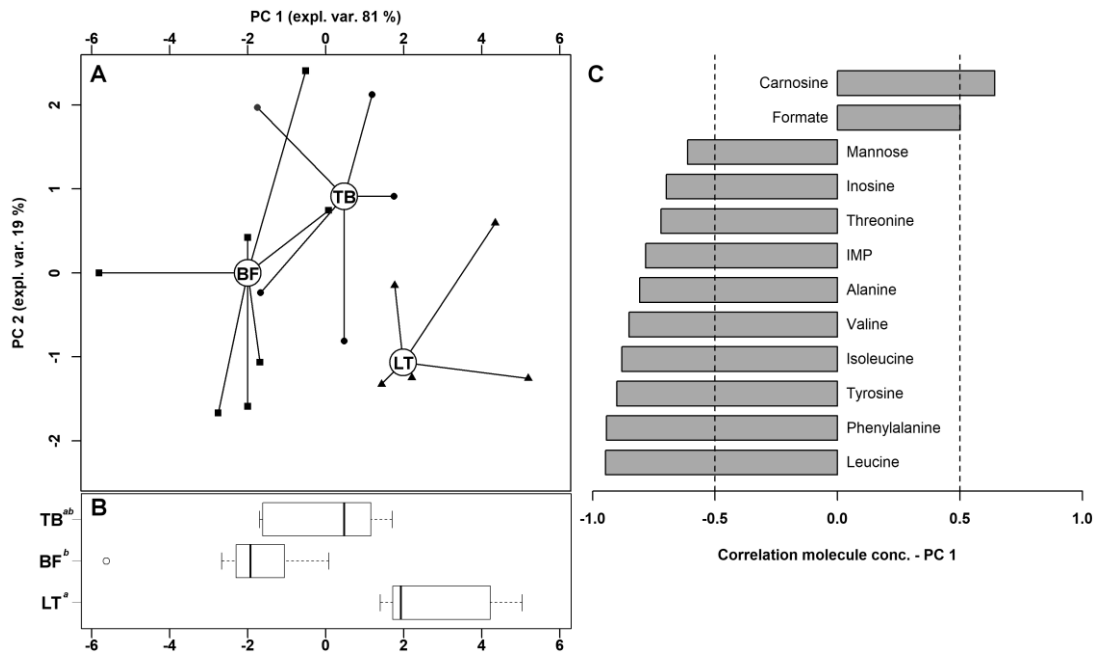 PC 1 (expl. var. 81 %)
-6 -4 -2 0 2 4 6
A
PC 2 (expl. var. 19 %)
2
1
0
-1
-2
TB
BF
LT
B
TB ab
BF b
LT a
-6 -4 -2 0 2 4 6
C
Carnosine
Formate
Mannose
Inosine
Threonine
IMP
Alanine
Valine
Isoleucine
Tyrosine
Phenylalanine
Leucine
-1.0 -0.5 0.0 0.5 1.0
Correlation molecule conc. - PC 1